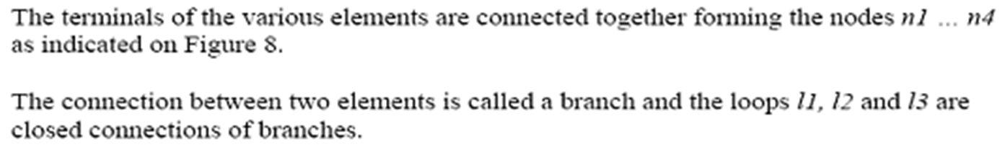 The terminals of the various elements are connected together forming the nodes n1 ... n4
as indicated on Figure 8.
The connection between two elements is called a branch and the loops l1, l2 and l3 are
closed connections of branches.